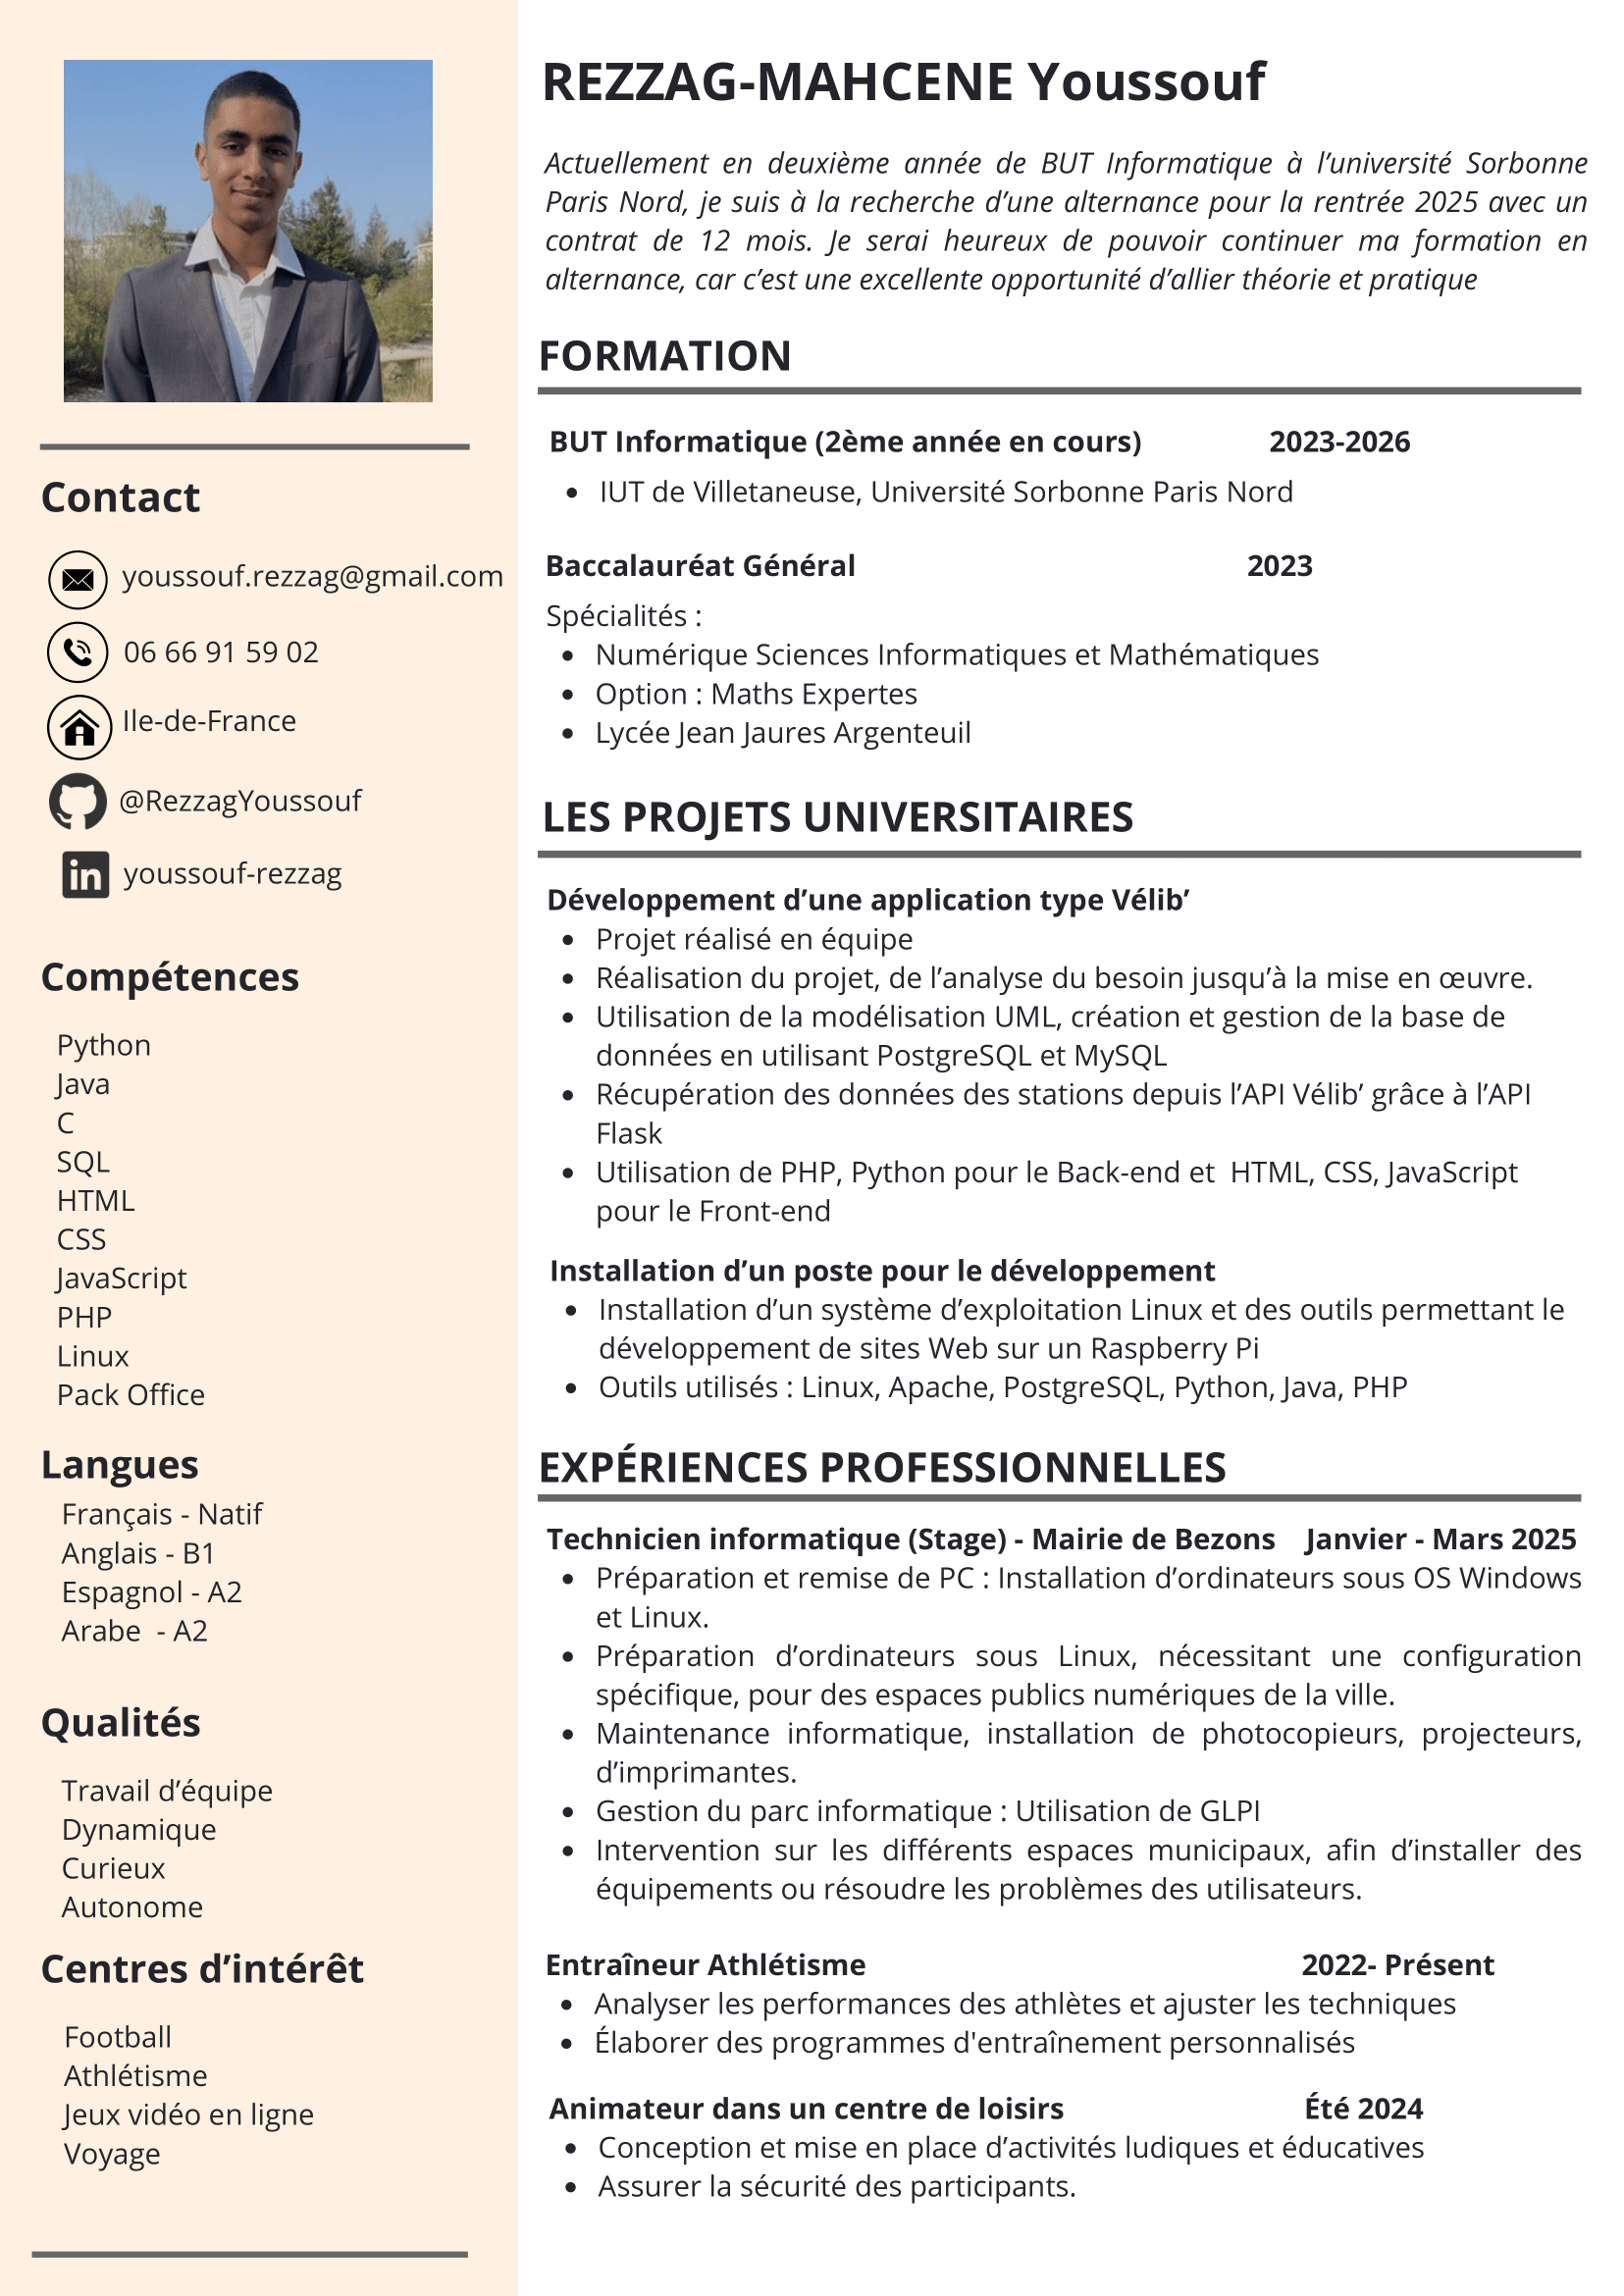 REZZAG-MAHCENE Youssouf
Actuellement en deuxième année de BUT Informatique à l’université Sorbonne
Paris Nord, je suis à la recherche d’une alternance pour la rentrée 2025 avec un
contrat de 12 mois. Je serai heureux de pouvoir continuer ma formation en
alternance, car c’est une excellente opportunité d’allier théorie et pratique
Contact
youssouf.rezzag@gmail.com
06 66 91 59 02
Ile-de-France
@RezzagYoussouf
in youssouf-rezzag
Compétences
Python
Java
C
SQL
HTML
CSS
JavaScript
PHP
Linux
Pack Office
Langues
Français - Natif
Anglais - B1
Espagnol - A2
Arabe  - A2
Qualités
Travail d’équipe
Dynamique
Curieux
Autonome
Centres d’intérêt
Football
Athlétisme
Jeux vidéo en ligne
Voyage
FORMATION
BUT Informatique (2ème année en cours) 2023-2026
• IUT de Villetaneuse, Université Sorbonne Paris Nord
Baccalauréat Général 2023
Spécialités :
• Numérique Sciences Informatiques et Mathématiques
• Option : Maths Expertes
• Lycée Jean Jaures Argenteuil
LES PROJETS UNIVERSITAIRES
Développement d’une application type Vélib’
• Projet réalisé en équipe
• Réalisation du projet, de l’analyse du besoin jusqu’à la mise en œuvre.
• Utilisation de la modélisation UML, création et gestion de la base de
données en utilisant PostgreSQL et MySQL
• Récupération des données des stations depuis l’API Vélib’ grâce à l’API
Flask
• Utilisation de PHP, Python pour le Back-end et  HTML, CSS, JavaScript
pour le Front-end
Installation d’un poste pour le développement
• Installation d’un système d’exploitation Linux et des outils permettant le
développement de sites Web sur un Raspberry Pi
• Outils utilisés : Linux, Apache, PostgreSQL, Python, Java, PHP
EXPÉRIENCES PROFESSIONNELLES
Technicien informatique (Stage) - Mairie de Bezons Janvier - Mars 2025
• Préparation et remise de PC : Installation d’ordinateurs sous OS Windows
et Linux.
• Préparation d’ordinateurs sous Linux, nécessitant une configuration
spécifique, pour des espaces publics numériques de la ville.
• Maintenance informatique, installation de photocopieurs, projecteurs,
d’imprimantes.
• Gestion du parc informatique : Utilisation de GLPI
• Intervention sur les différents espaces municipaux, afin d’installer des
équipements ou résoudre les problèmes des utilisateurs.
Entraîneur Athlétisme 2022- Présent
• Analyser les performances des athlètes et ajuster les techniques
• Élaborer des programmes d'entraînement personnalisés
Animateur dans un centre de loisirs Été 2024
• Conception et mise en place d’activités ludiques et éducatives
• Assurer la sécurité des participants.